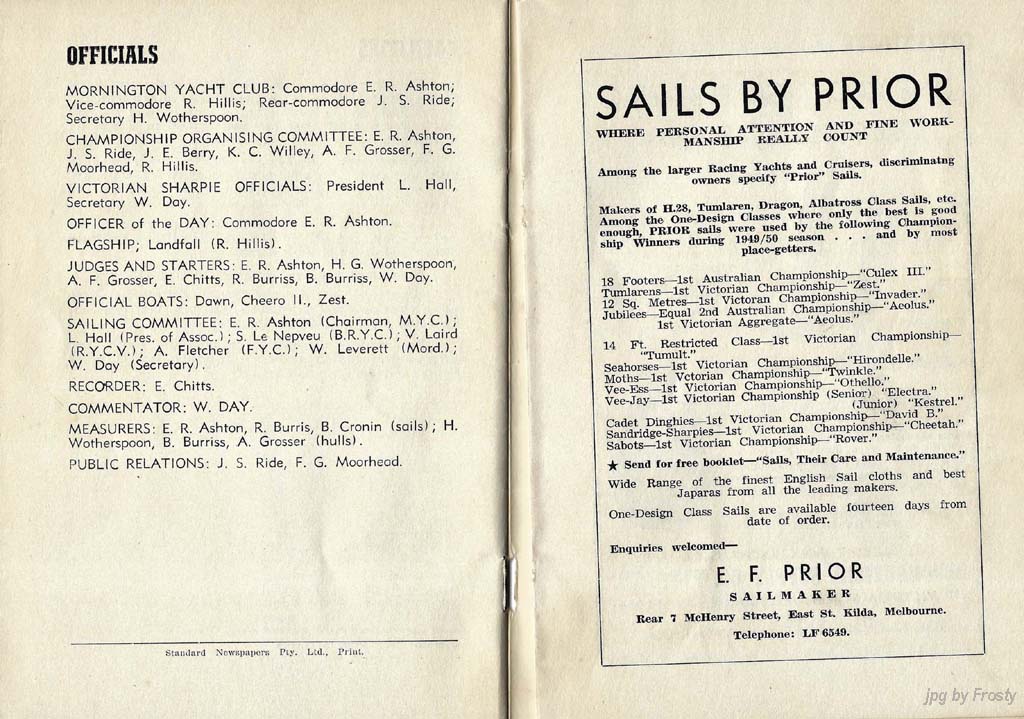 OFFICIALS
MORNINGTON YACHT CLUB: Commodore E. R. Ashton;
Vice-commodore R. Hillis; Rear-commodore J. S. Ride;
Secretary H. Wotherspoon.
CHAMPIONSHIP ORGANISING COMMITTEE: E. R. Ashton,
J. S. Ride, J. E. Berry, K. C. Willey, A. F. Grosser, F. G.
Moorhead, R. Hillis.
VICTORIAN SHARPIE OFFICIALS: President L. Hall,
Secretary W. Day.
OFFICER of the DAY: Commodore E. R. Ashton.
FLAGSHIP; Landfall (R. Hillis).
JUDGES AND STARTERS: E. R. Ashton, H. G. Wotherspoon,
A. F. Grosser, E. Chitts, R. Burriss, B. Burriss, W. Day.
OFFICIAL BOATS: Dawn, Cheero II., Zest.
SAILING COMMITTEE: E. R. Ashton (Chairman, M.Y.C.);
L. Hall (Pres. of Assoc.); S. Le Nepveu (B.R.Y.C.); V. Laird
(R.Y.C.V.); A. Fletcher (F.Y.C.); W. Leverett (Mord.);
W. Day (Secretary).
RECORDER: E. Chitts.
COMMENTATOR: W. DAY.
MEASURERS: E. R. Ashton, R. Burris, B. Cronin (sails); H.
Wotherspoon, B. Burriss, A. Grosser (hulls).
PUBLIC RELATIONS: J. S. Ride, F. G. Moorhead.
Standard Newspapers Pty. Ltd., Print.
SAILS BY PRIOR
WHERE PERSONAL ATTENTION AND FINE WORK-
MANSHIP REALLY COUNT
Among the larger Racing Yachts and Cruisers, discriminatng
owners specify "Prior" Sails.
Makers of H.28, Tumlaren, Dragon, Albatross Class Sails, etc.
Among the One-Design Classes where only the best is good
enough, PRIOR sails were used by the following Champion-
ship Winners during 1949/50 season . . . and by most
place-getters.
18 Footers—1st Australian Championship—"Culex III."
Tumlarens—1st Victorian Championship—"Zest."
12 Sq. Metres—1st Victoran Championship—"Invader."
Jubilees—Equal 2nd Australian Championship—"Aeolus."
1st Victorian Aggregate—"Aeolus."
14 Ft. Restricted Class—1st Victorian Championship—
"Tumult."
Seahorses—1st Victorian Championship—"Hirondelle."
Moths—1st Vctorian Championship—"Twinkle."
Vee-Ess—1st Victorian Championship—"Othello."
Vee-Jay—1st Victorian Championship (Senior) "Electra."
(Junior) "Kestrel."
Cadet Dinghies—1st Victorian Championship—"David B."
Sandridge-Sharpies—1st Victorian Championship—"Cheetah."
Sabots—1st Victorian Championship—"Rover."
★ Send for free booklet—"Sails, Their Care and Maintenance."
Wide Range of the finest English Sail cloths and best
Japaras from all the leading makers.
One-Design Class Sails are available fourteen days from
date of order.
Enquiries welcomed—
E. F. PRIOR
SAILMAKER
Rear 7 McHenry Street, East St. Kilda, Melbourne.
Telephone: LF 6549.
jpg by Frosty